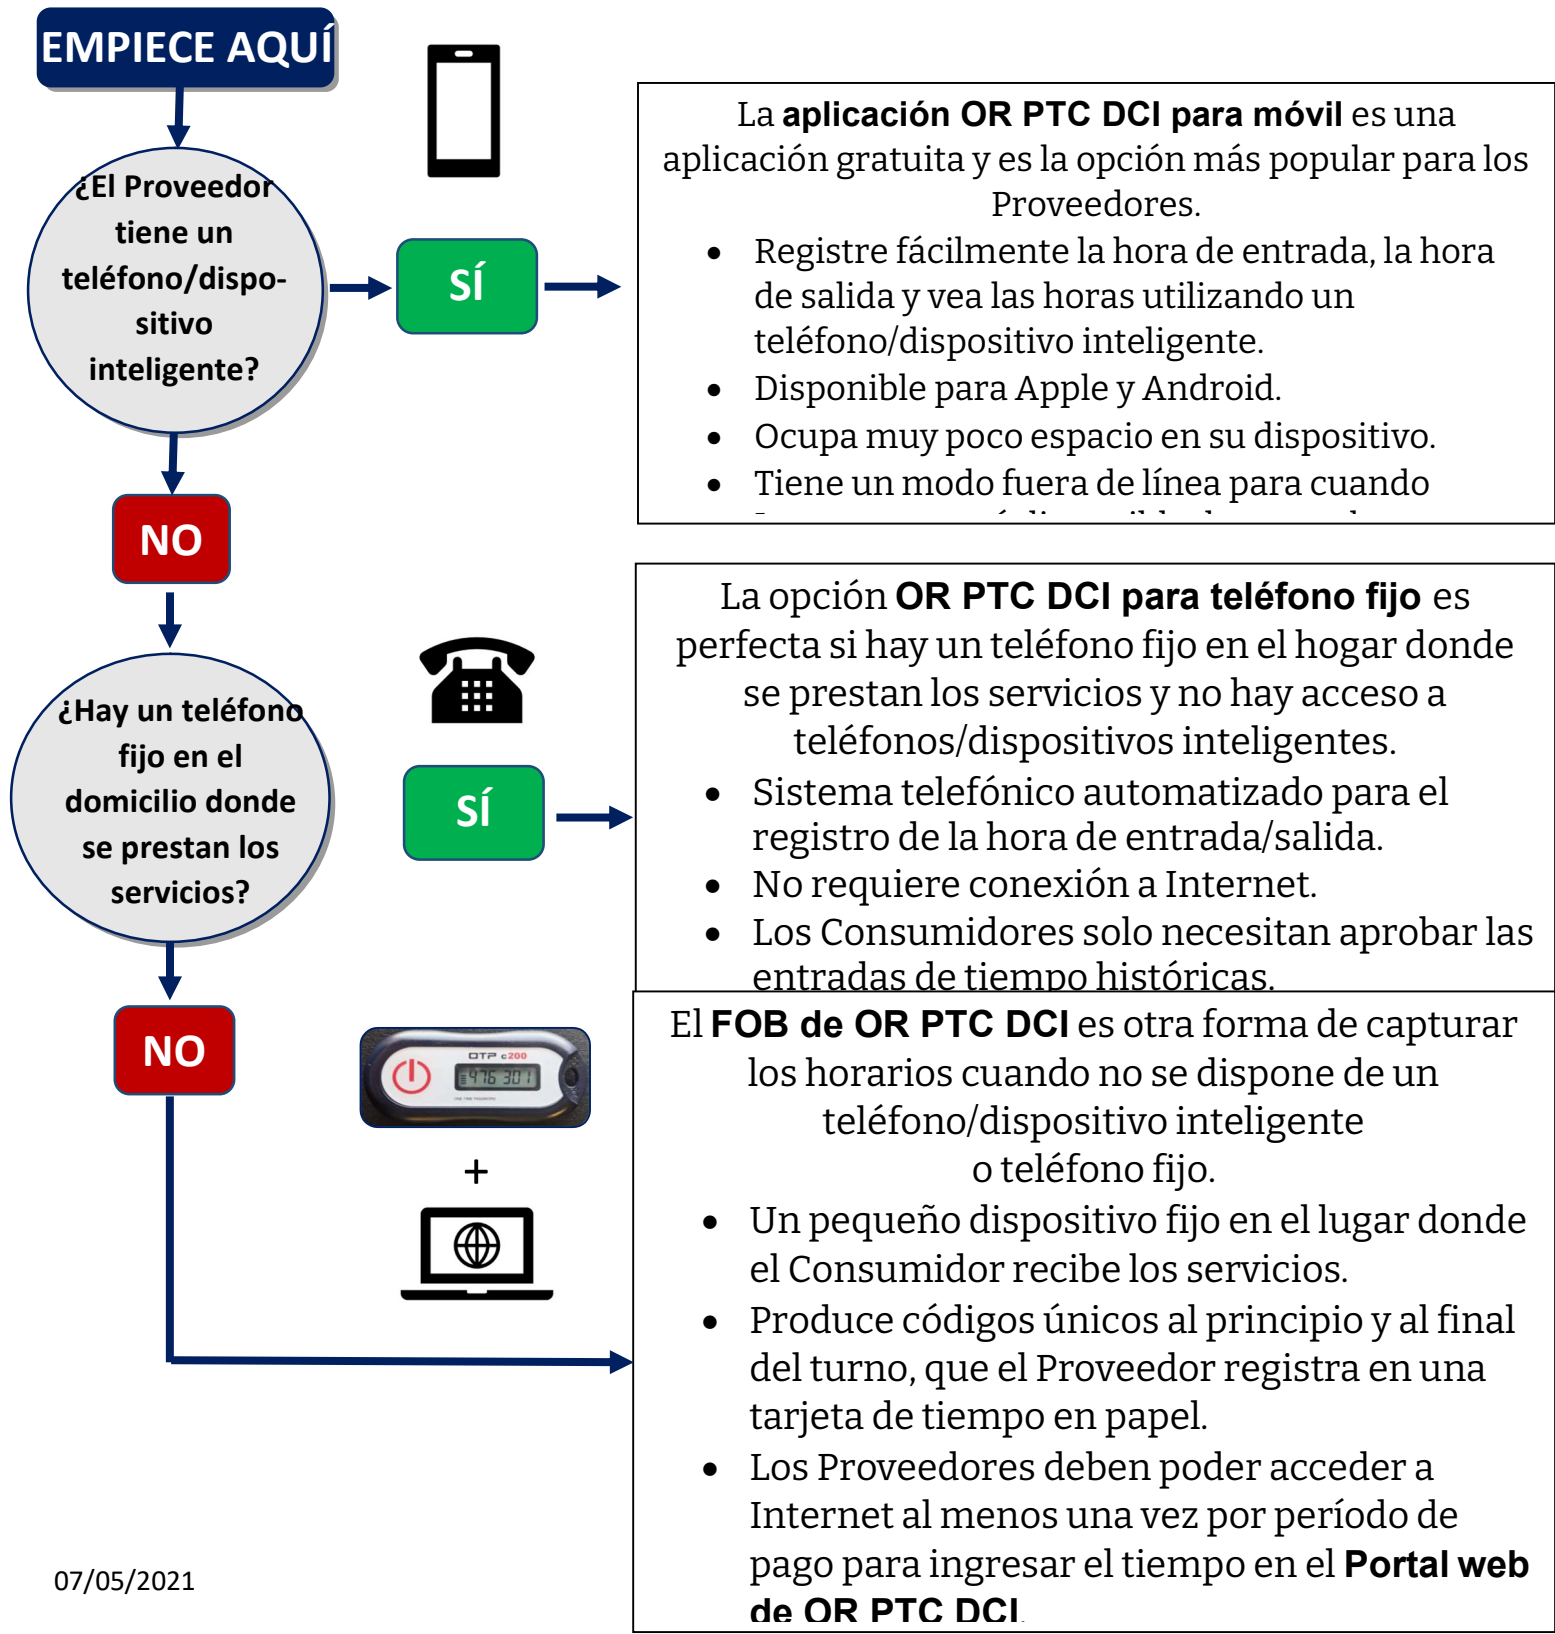 EMPIECE AQUÍ
¿El Proveedor
tiene un
teléfono/dispo-
sitivo
inteligente?
SÍ
La aplicación OR PTC DCI para móvil es una
aplicación gratuita y es la opción más popular para los
Proveedores.
• Registre fácilmente la hora de entrada, la hora
de salida y vea las horas utilizando un
teléfono/dispositivo inteligente.
• Disponible para Apple y Android.
• Ocupa muy poco espacio en su dispositivo.
• Tiene un modo fuera de línea para cuando
NO
¿Hay un teléfono
fijo en el
domicilio donde
se prestan los
servicios?
SÍ
La opción OR PTC DCI para teléfono fijo es
perfecta si hay un teléfono fijo en el hogar donde
se prestan los servicios y no hay acceso a
teléfonos/dispositivos inteligentes.
• Sistema telefónico automatizado para el
registro de la hora de entrada/salida.
• No requiere conexión a Internet.
• Los Consumidores solo necesitan aprobar las
entradas de tiempo históricas.
NO
OTP c200
476 301
ONE TIME PASSWORD
+
El FOB de OR PTC DCI es otra forma de capturar
los horarios cuando no se dispone de un
teléfono/dispositivo inteligente
o teléfono fijo.
• Un pequeño dispositivo fijo en el lugar donde
el Consumidor recibe los servicios.
• Produce códigos únicos al principio y al final
del turno, que el Proveedor registra en una
tarjeta de tiempo en papel.
• Los Proveedores deben poder acceder a
Internet al menos una vez por período de
pago para ingresar el tiempo en el Portal web
de OR PTC DCI.
07/05/2021